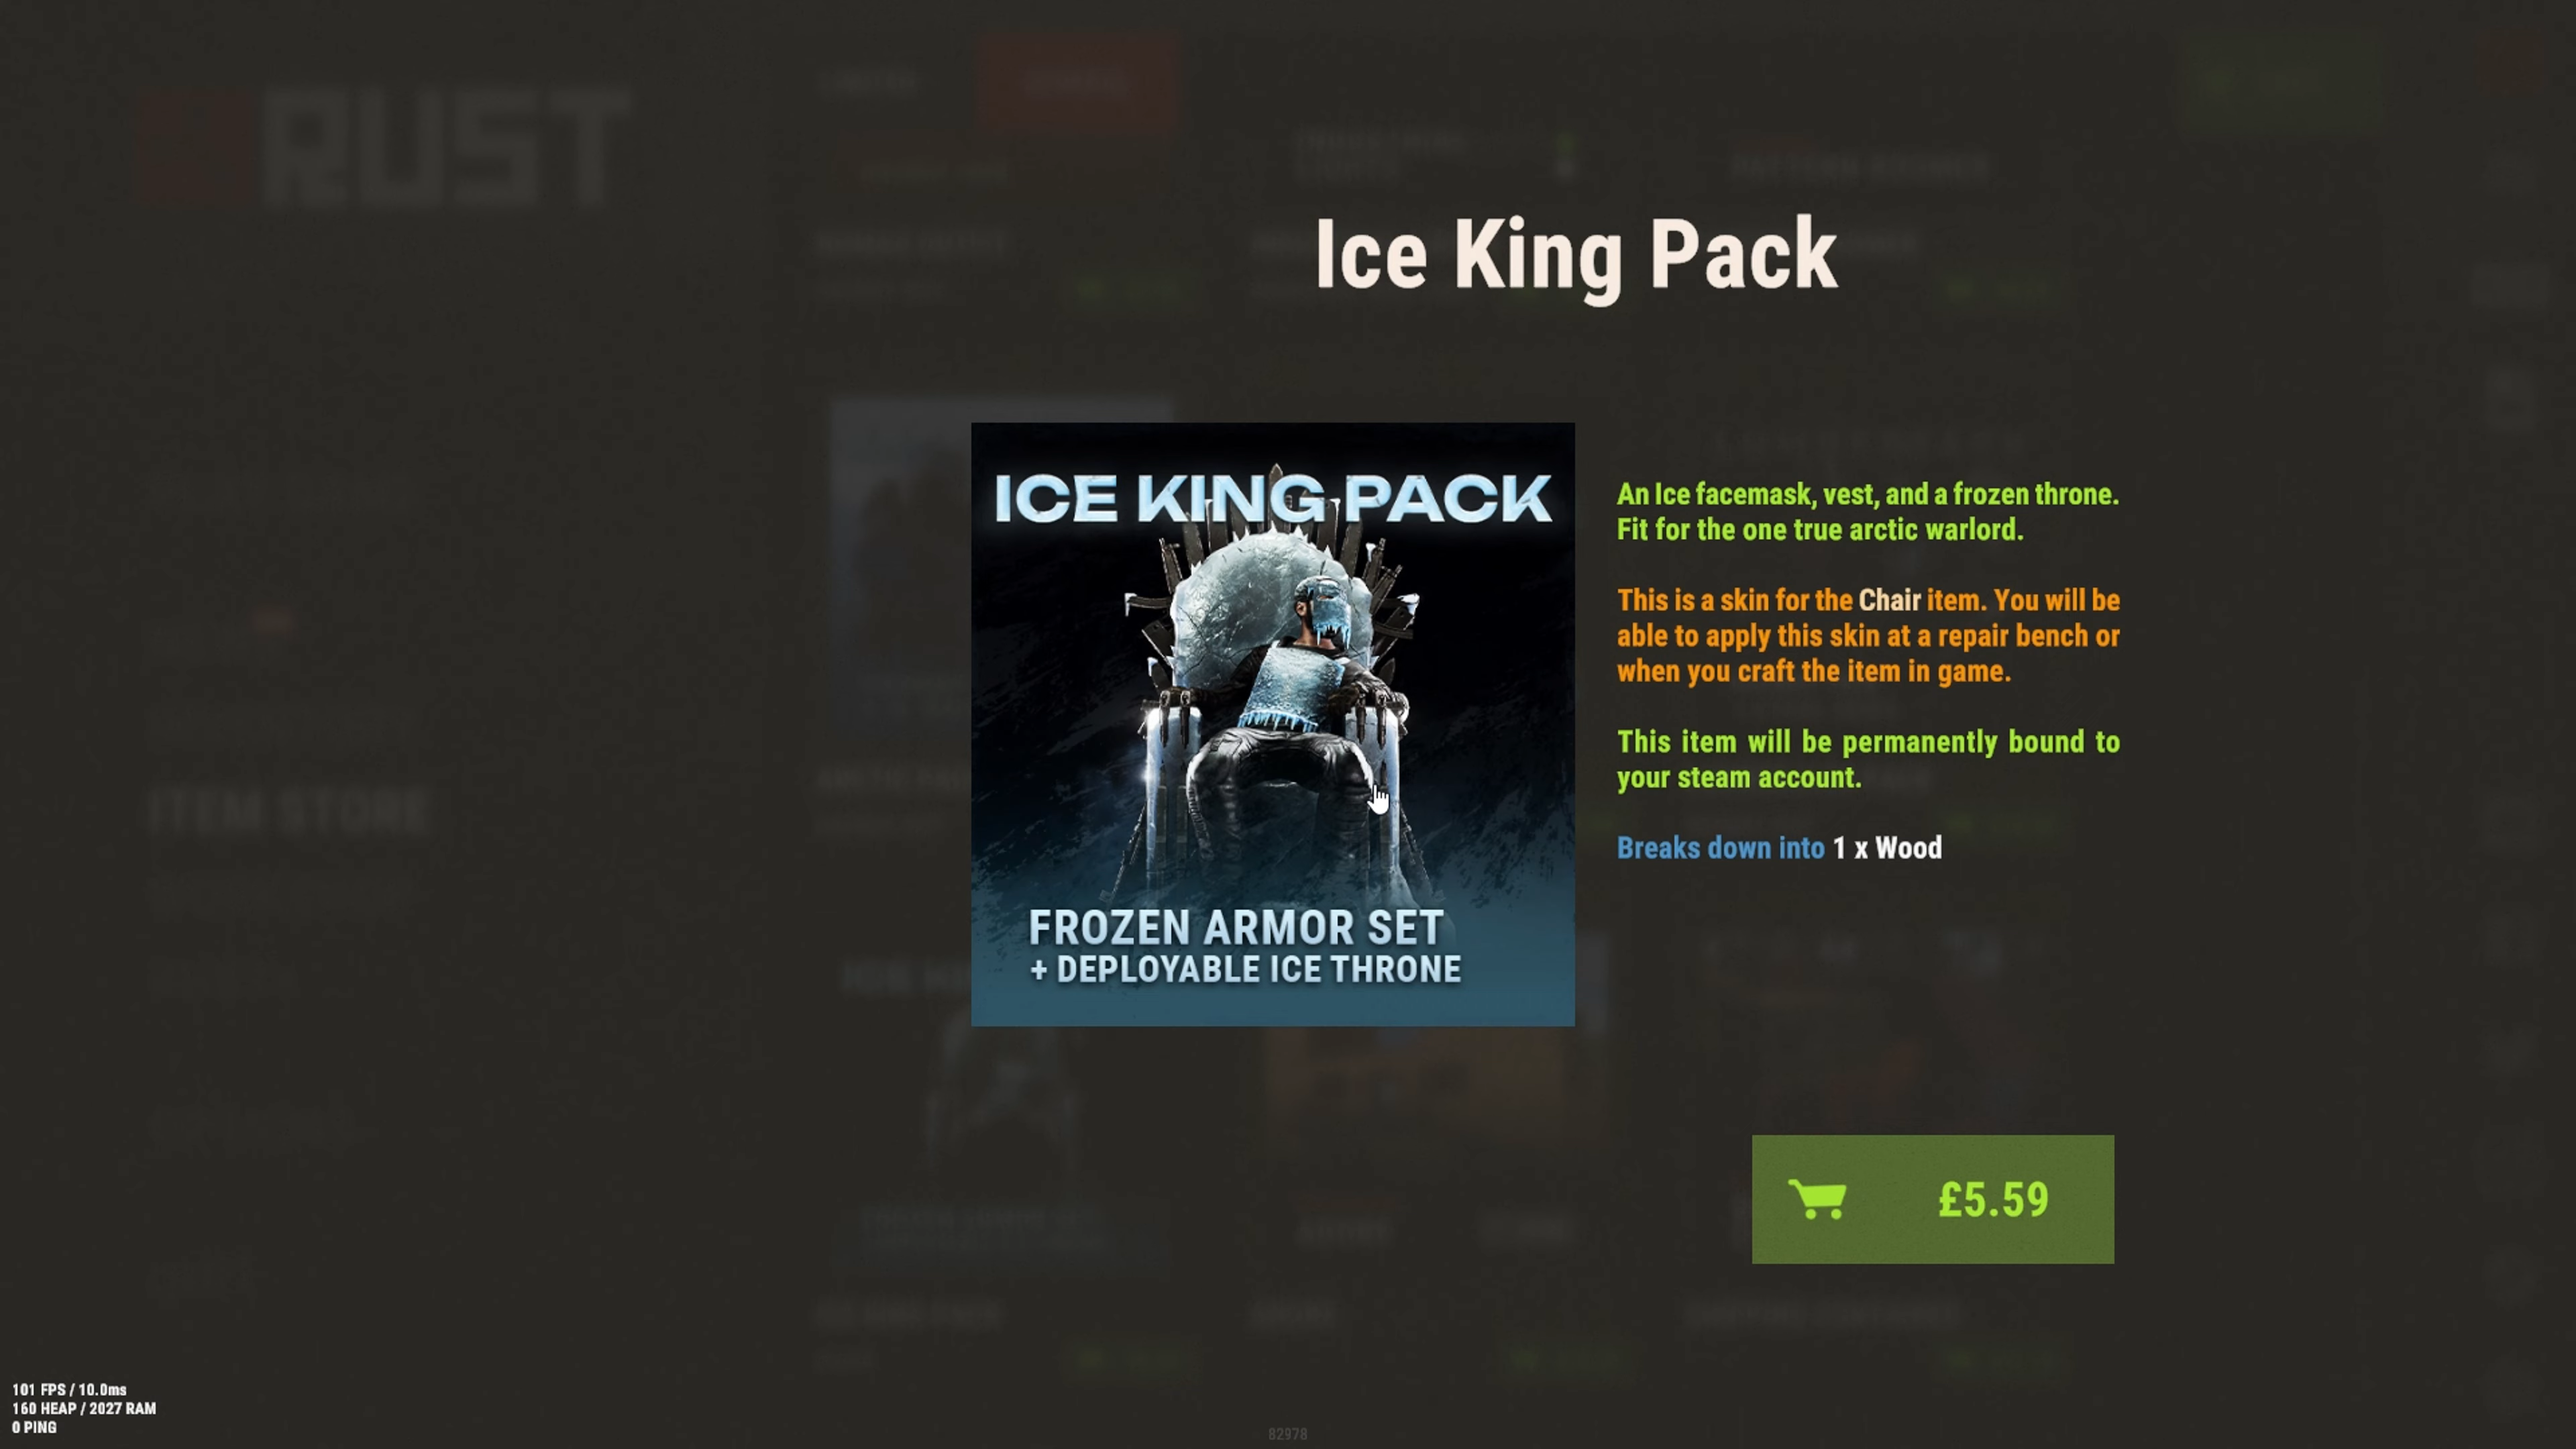 RUST
Ice King Pack
ICE KING PACK
FROZEN ARMOR SET
+ DEPLOYABLE ICE THRONE
An Ice facemask, vest, and a frozen throne.
Fit for the one true arctic warlord.
This is a skin for the Chair item. You will be
able to apply this skin at a repair bench or
when you craft the item in game.
This item will be permanently bound to
your steam account.
Breaks down into 1 x Wood
ITEM STORE
£5.59
101 FPS / 10.0ms
160 HEAP / 2027 RAM
0 PING
82978